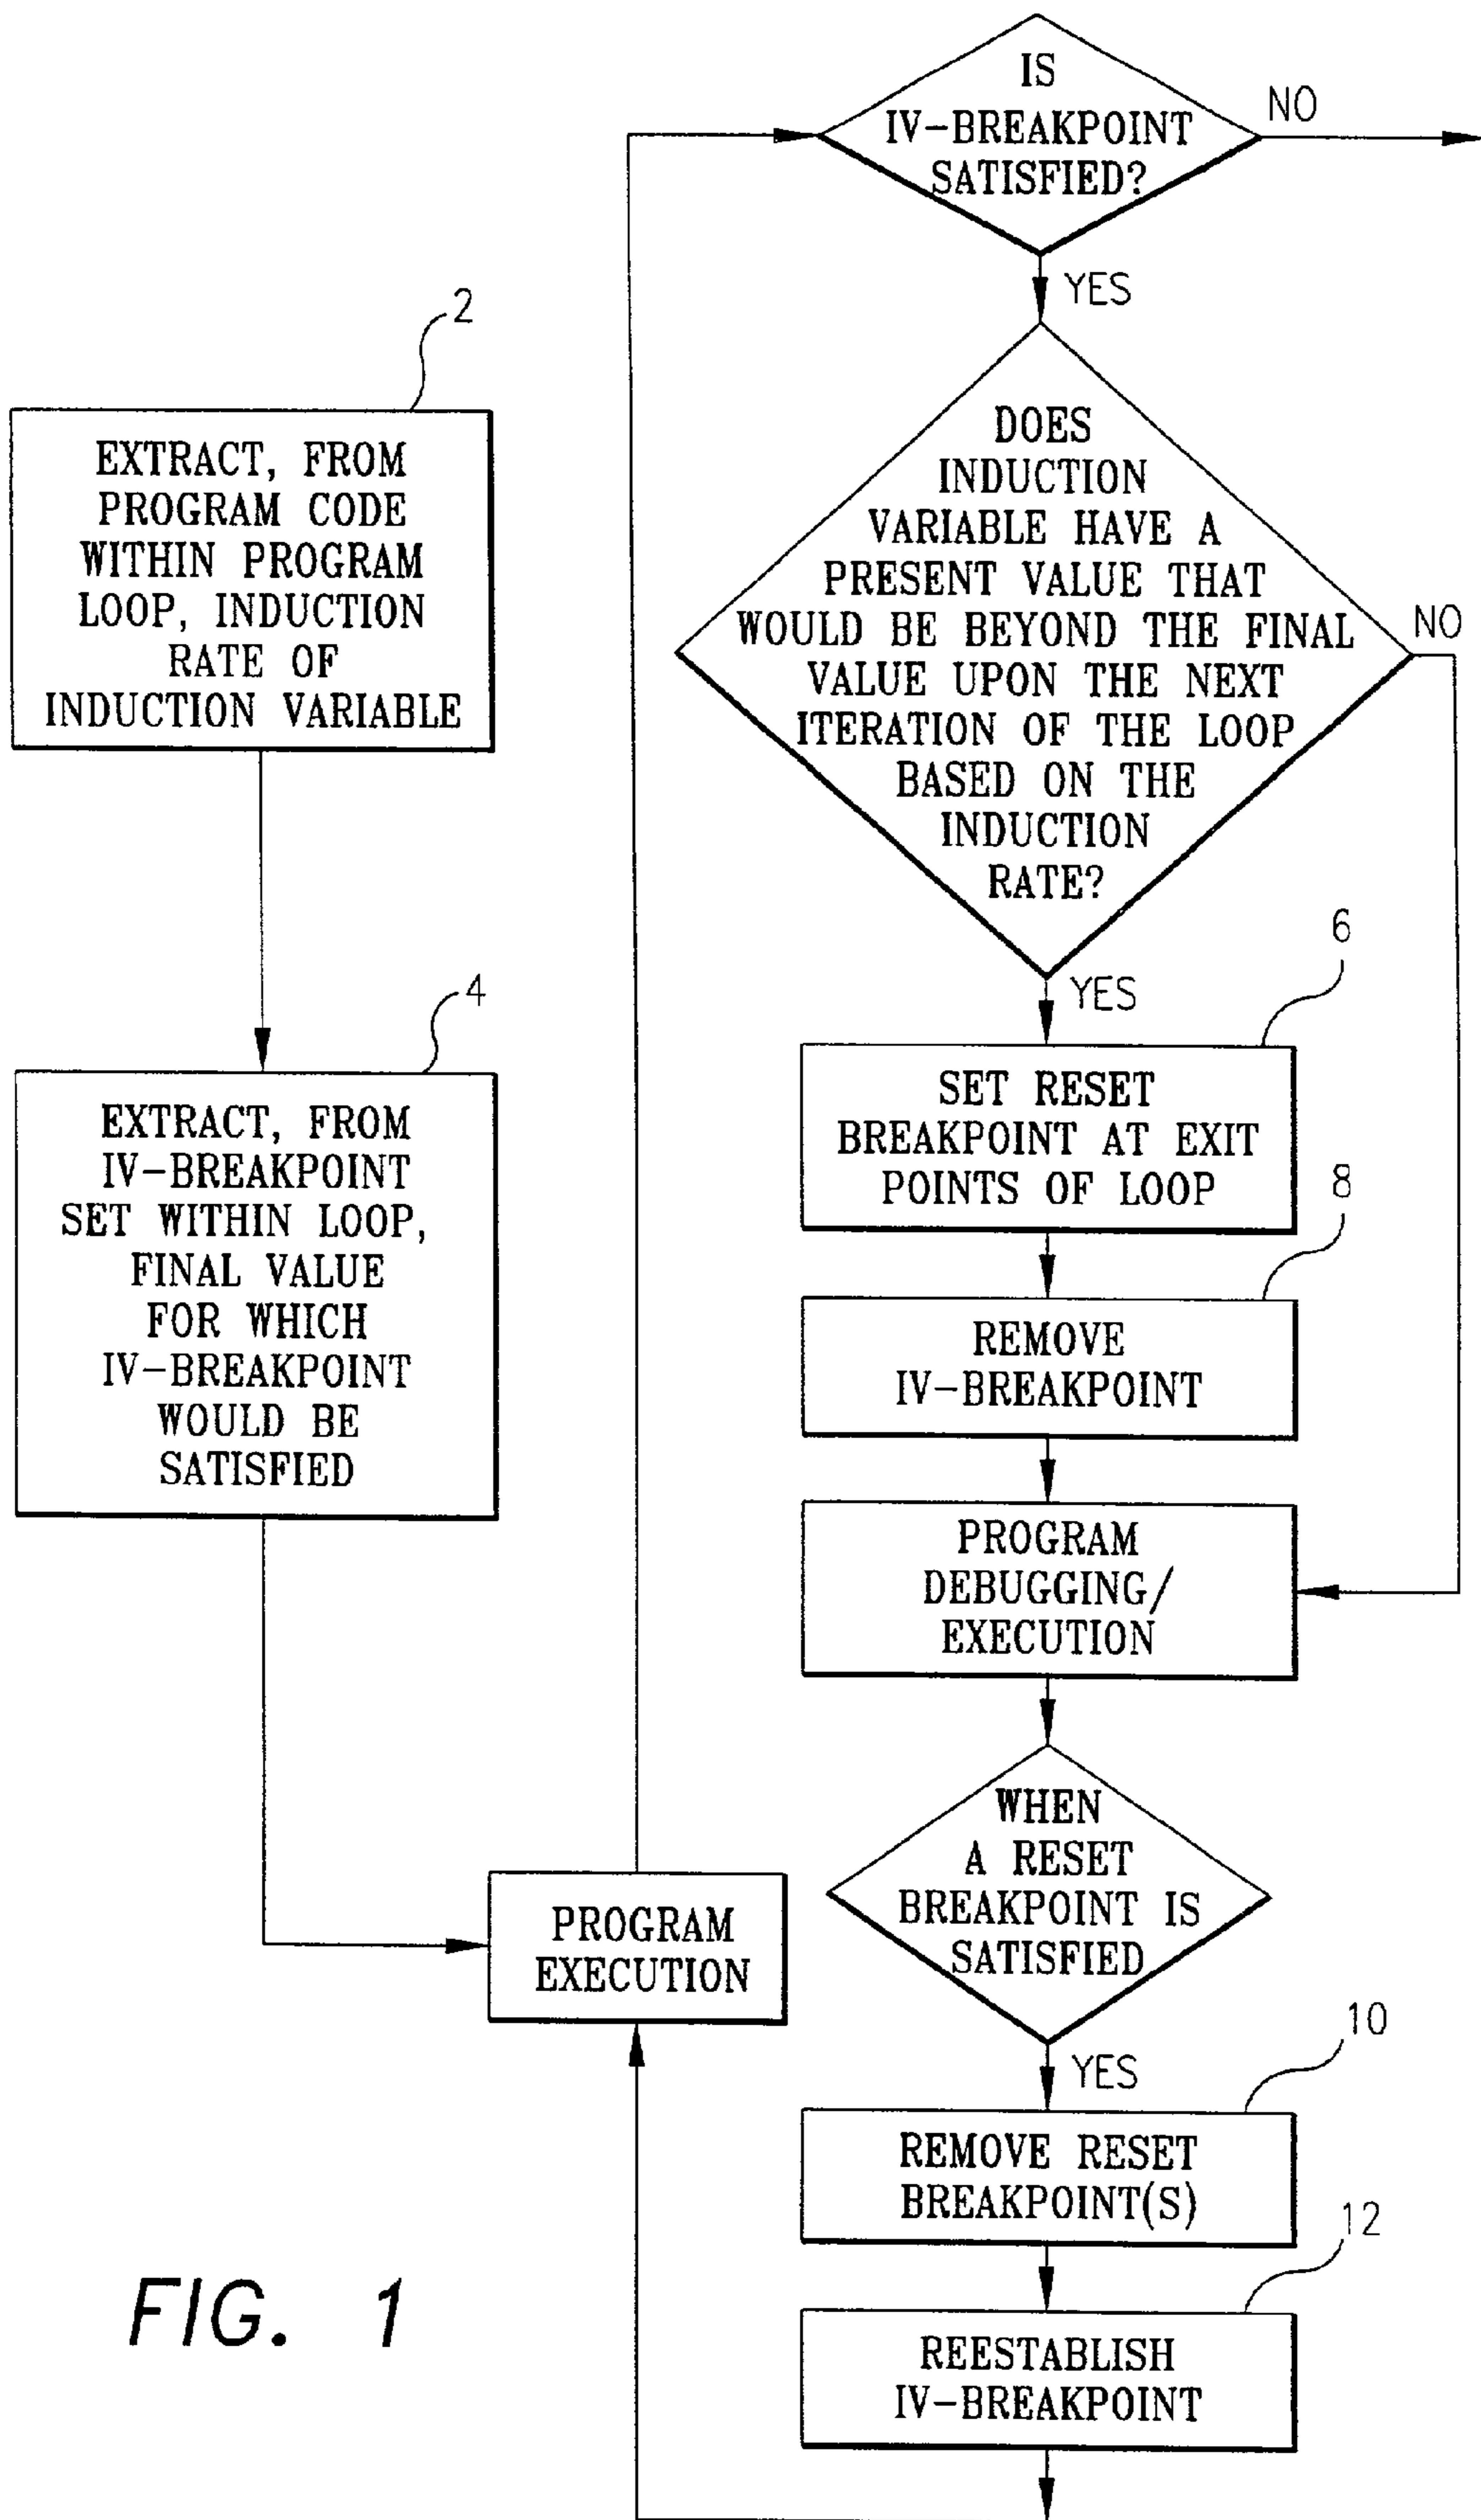 IS
IV-BREAKPOINT
SATISFIED?
NO
YES
2
EXTRACT, FROM
PROGRAM CODE
WITHIN PROGRAM
LOOP, INDUCTION
RATE OF
INDUCTION VARIABLE
DOES
INDUCTION
VARIABLE HAVE A
PRESENT VALUE THAT
WOULD BE BEYOND THE FINAL
VALUE UPON THE NEXT
ITERATION OF THE LOOP
BASED ON THE
INDUCTION
RATE?
NO
YES
4
EXTRACT, FROM
IV-BREAKPOINT
SET WITHIN LOOP,
FINAL VALUE
FOR WHICH
IV-BREAKPOINT
WOULD BE
SATISFIED
6
SET RESET
BREAKPOINT AT EXIT
POINTS OF LOOP
8
REMOVE
IV-BREAKPOINT
PROGRAM
DEBUGGING/
EXECUTION
WHEN
A RESET
BREAKPOINT IS
SATISFIED
PROGRAM
EXECUTION
YES
10
REMOVE RESET
BREAKPOINT(S)
12
REESTABLISH
IV-BREAKPOINT
FIG. 1